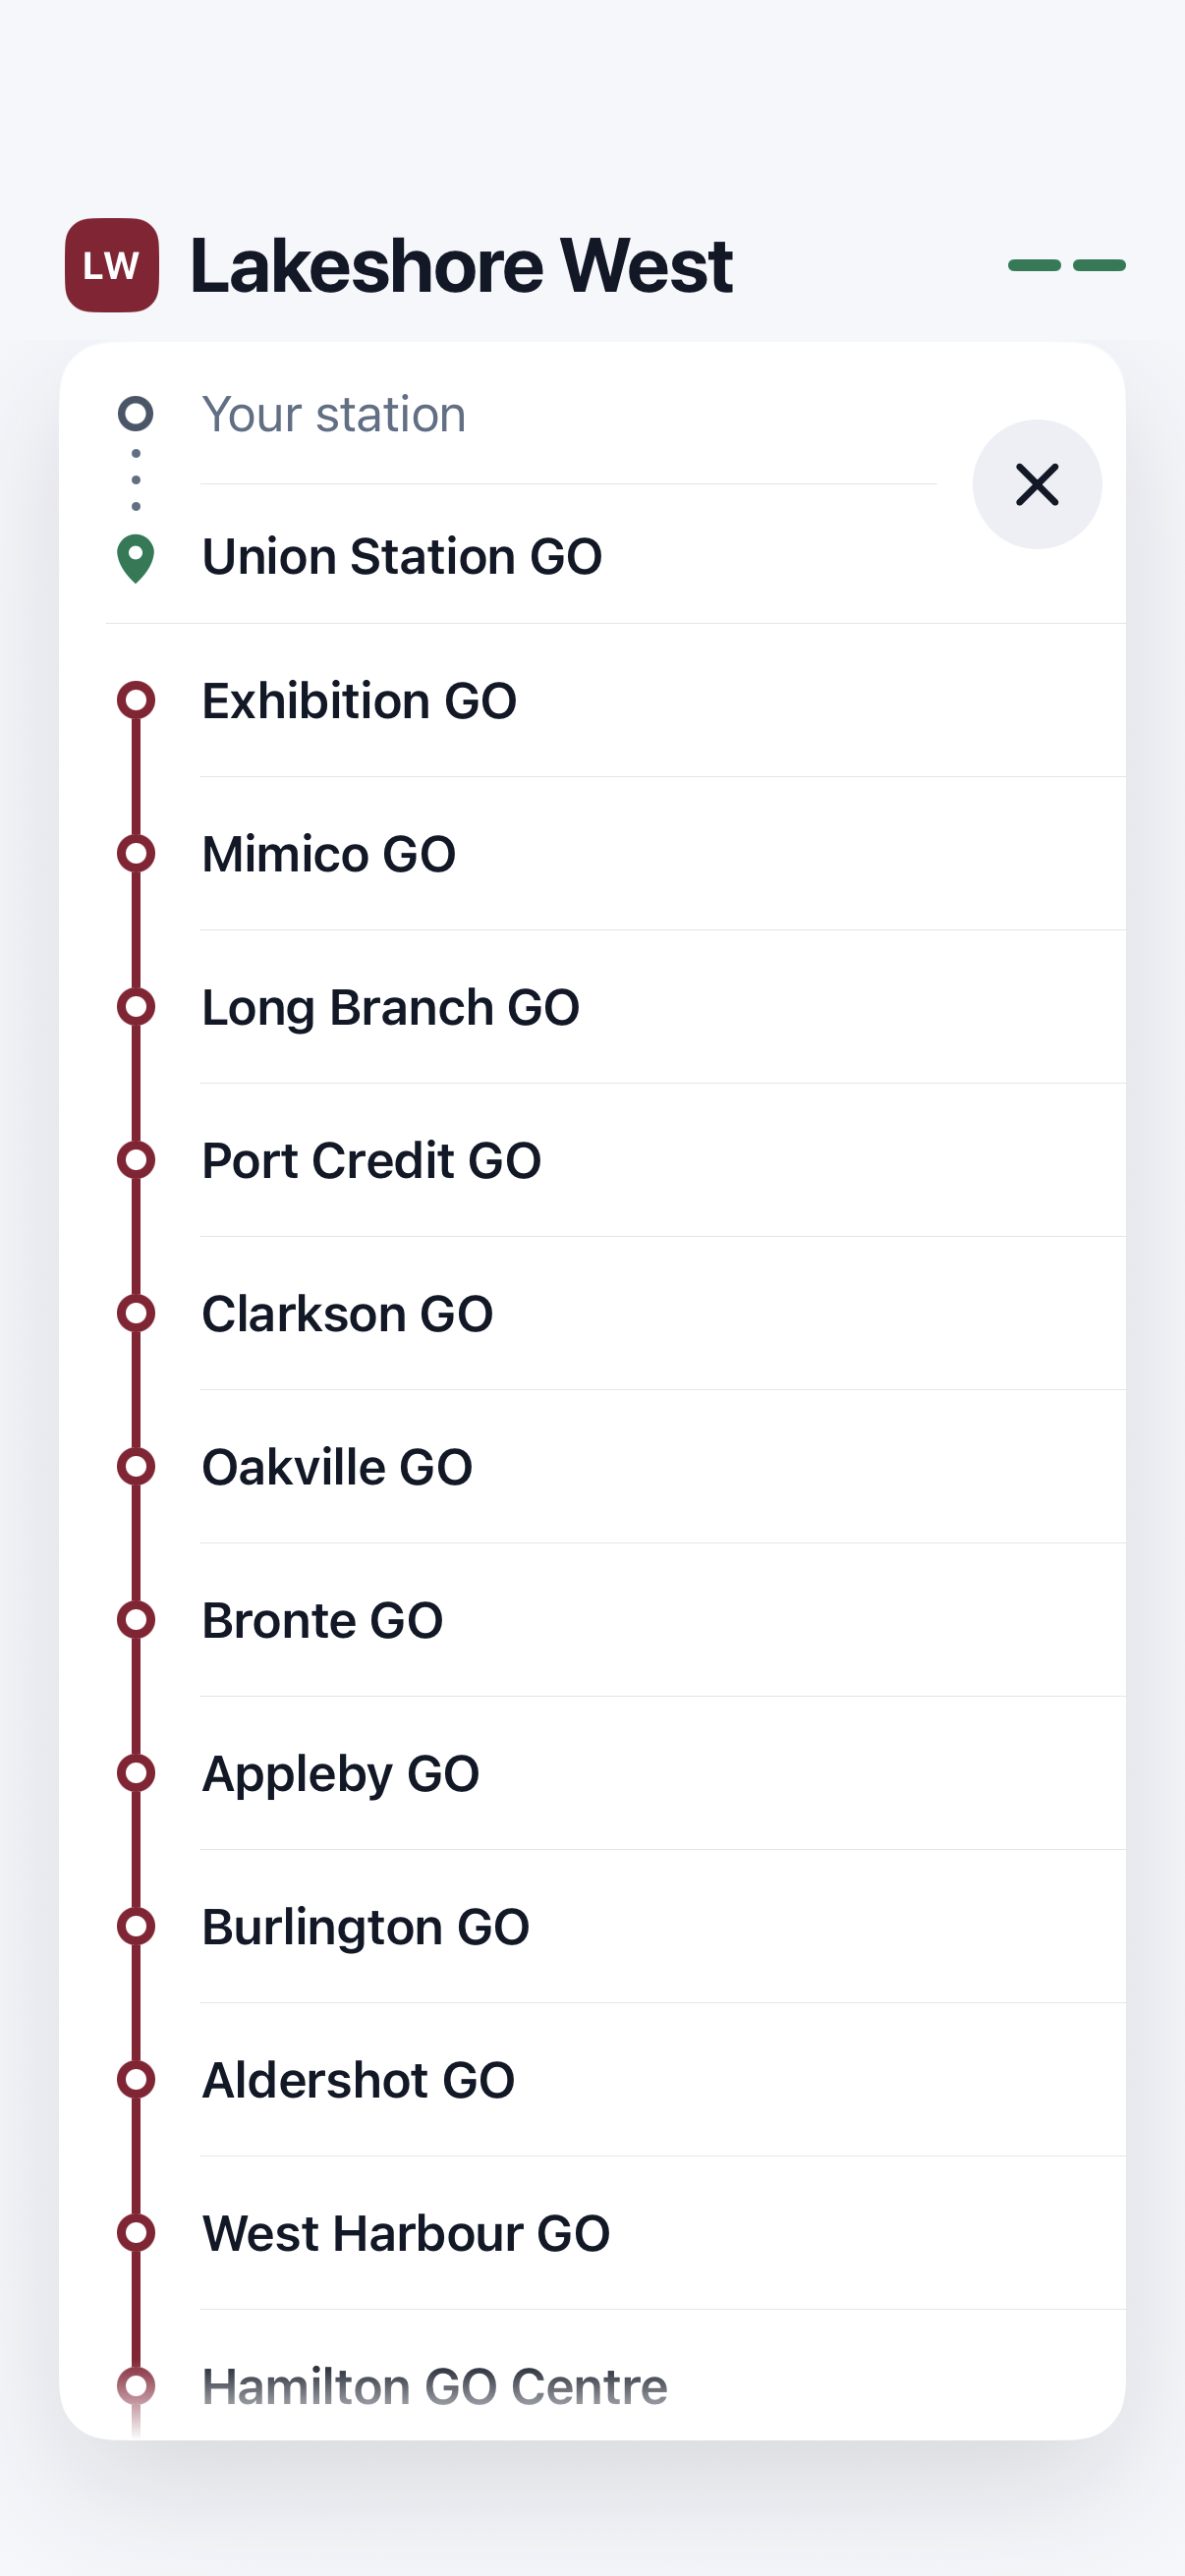 LW Lakeshore West
Your station
Union Station GO
Exhibition GO
Mimico GO
Long Branch GO
Port Credit GO
Clarkson GO
Oakville GO
Bronte GO
Appleby GO
Burlington GO
Aldershot GO
West Harbour GO
Hamilton GO Centre